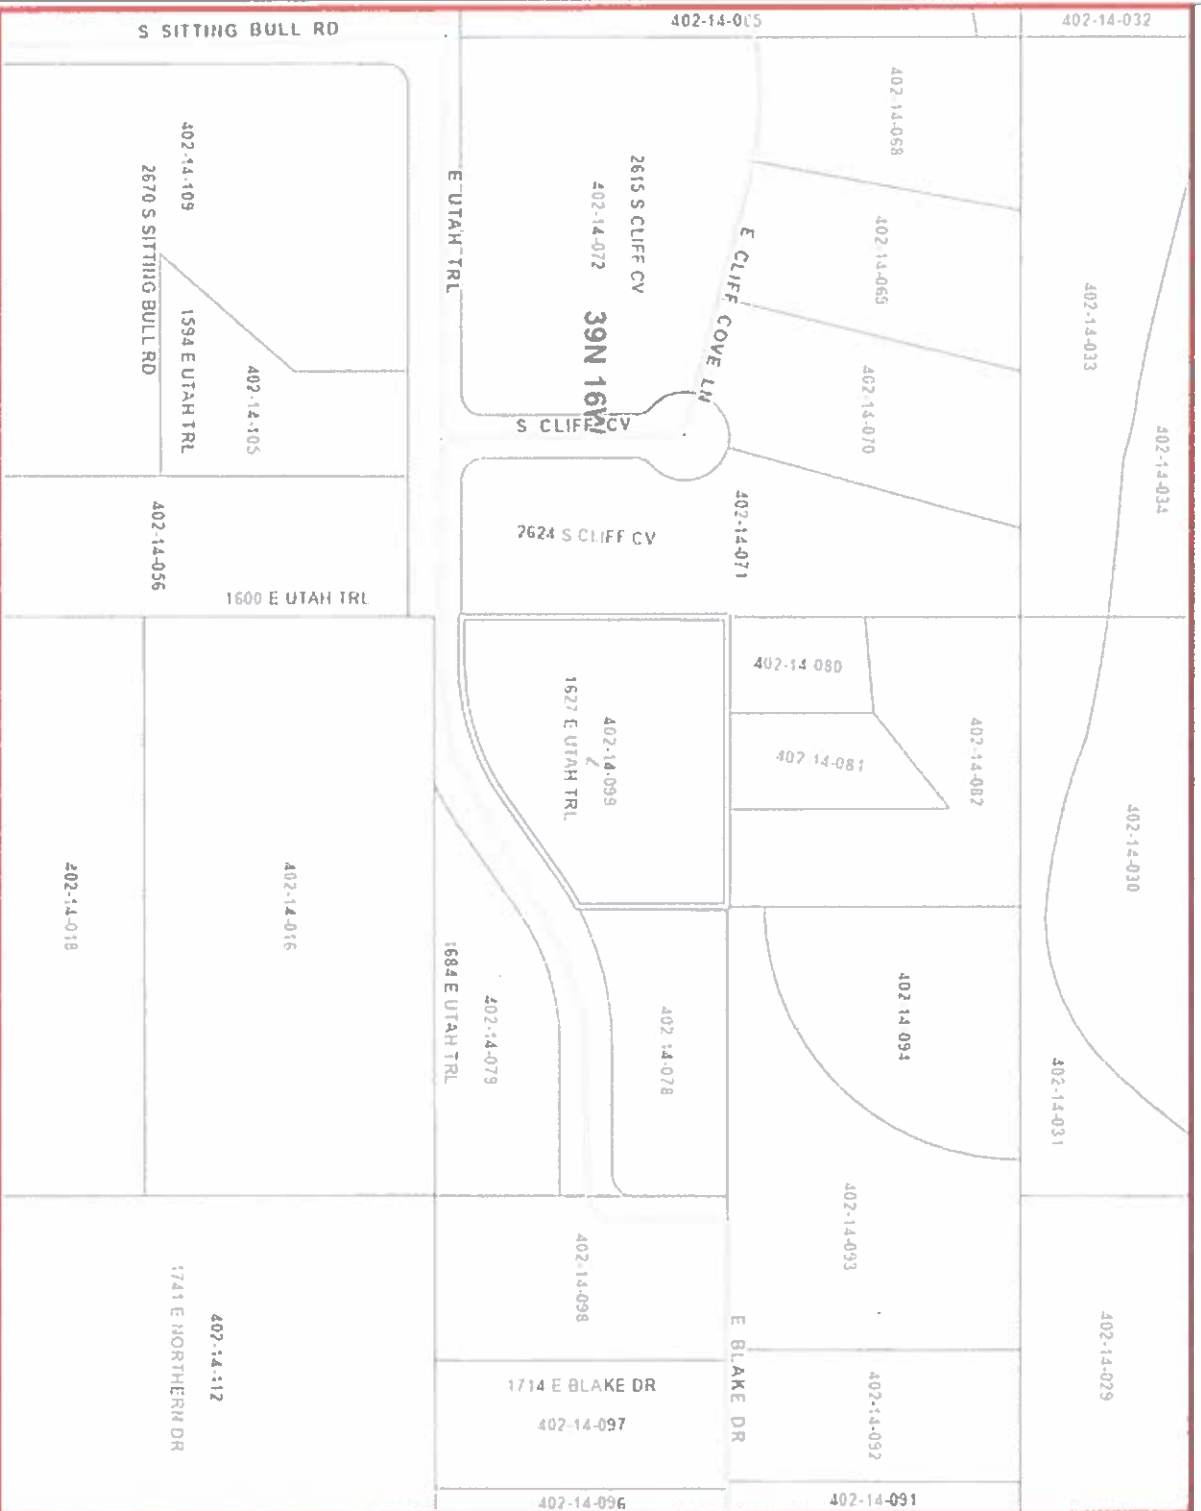 S SITTING BULL RD
402-14-065
402-14-032
402-14-068
402-14-109
2670 S SITTING BULL RD
E UTAH TRL
2615 S CLIFF CV
402-14-072
E CLIFF COVE LN
402-14-069
402-14-033
1594 E UTAH TRL
402-14-105
39N 16W
S CLIFF CV
402-14-070
402-14-034
402-14-056
1600 E UTAH TRL
2624 S CLIFF CV
402-14-071
402-14-080
402-14-081
402-14-082
402-14-099
1627 E UTAH TRL
402-14-030
402-14-018
402-14-016
1684 E UTAH TRL
402-14-079
402-14-078
402-14-094
402-14-031
402-14-093
402-14-098
402-14-112
1741 E NORTHERN DR
1714 E BLAKE DR
402-14-097
E BLAKE DR
402-14-092
402-14-029
402-14-096
402-14-091